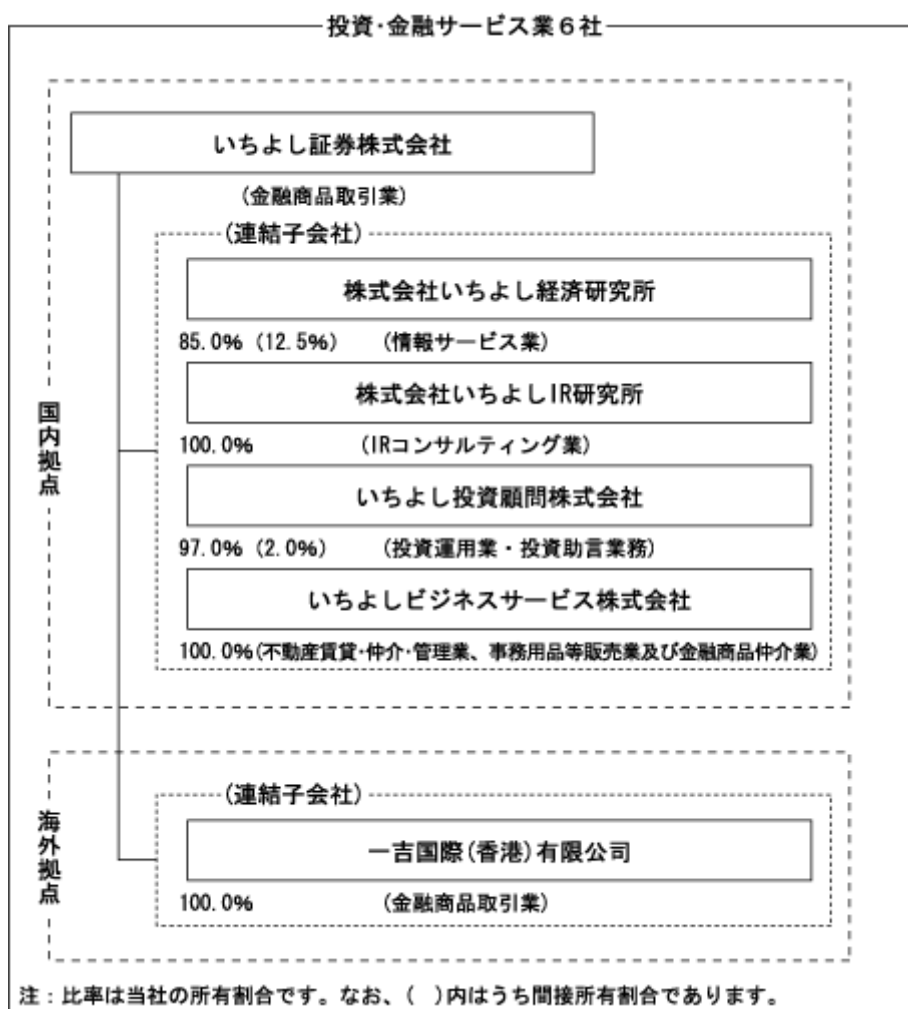 投資・金融サービス業６社
いちよし証券株式会社
(金融商品取引業)
(連結子会社)
株式会社いちよし経済研究所
85.0% (12.5%) (情報サービス業)
株式会社いちよしIR研究所
100.0% (IRコンサルティング業)
いちよし投資顧問株式会社
97.0% (2.0%) (投資運用業・投資助言業務)
いちよしビジネスサービス株式会社
100.0%(不動産賃貸・仲介・管理業、事務用品等販売業及び金融商品仲介業)
国内拠点
(連結子会社)
一吉国際(香港)有限公司
100.0% (金融商品取引業)
海外拠点
注：比率は当社の所有割合です。なお、(　)内はうち間接所有割合であります。